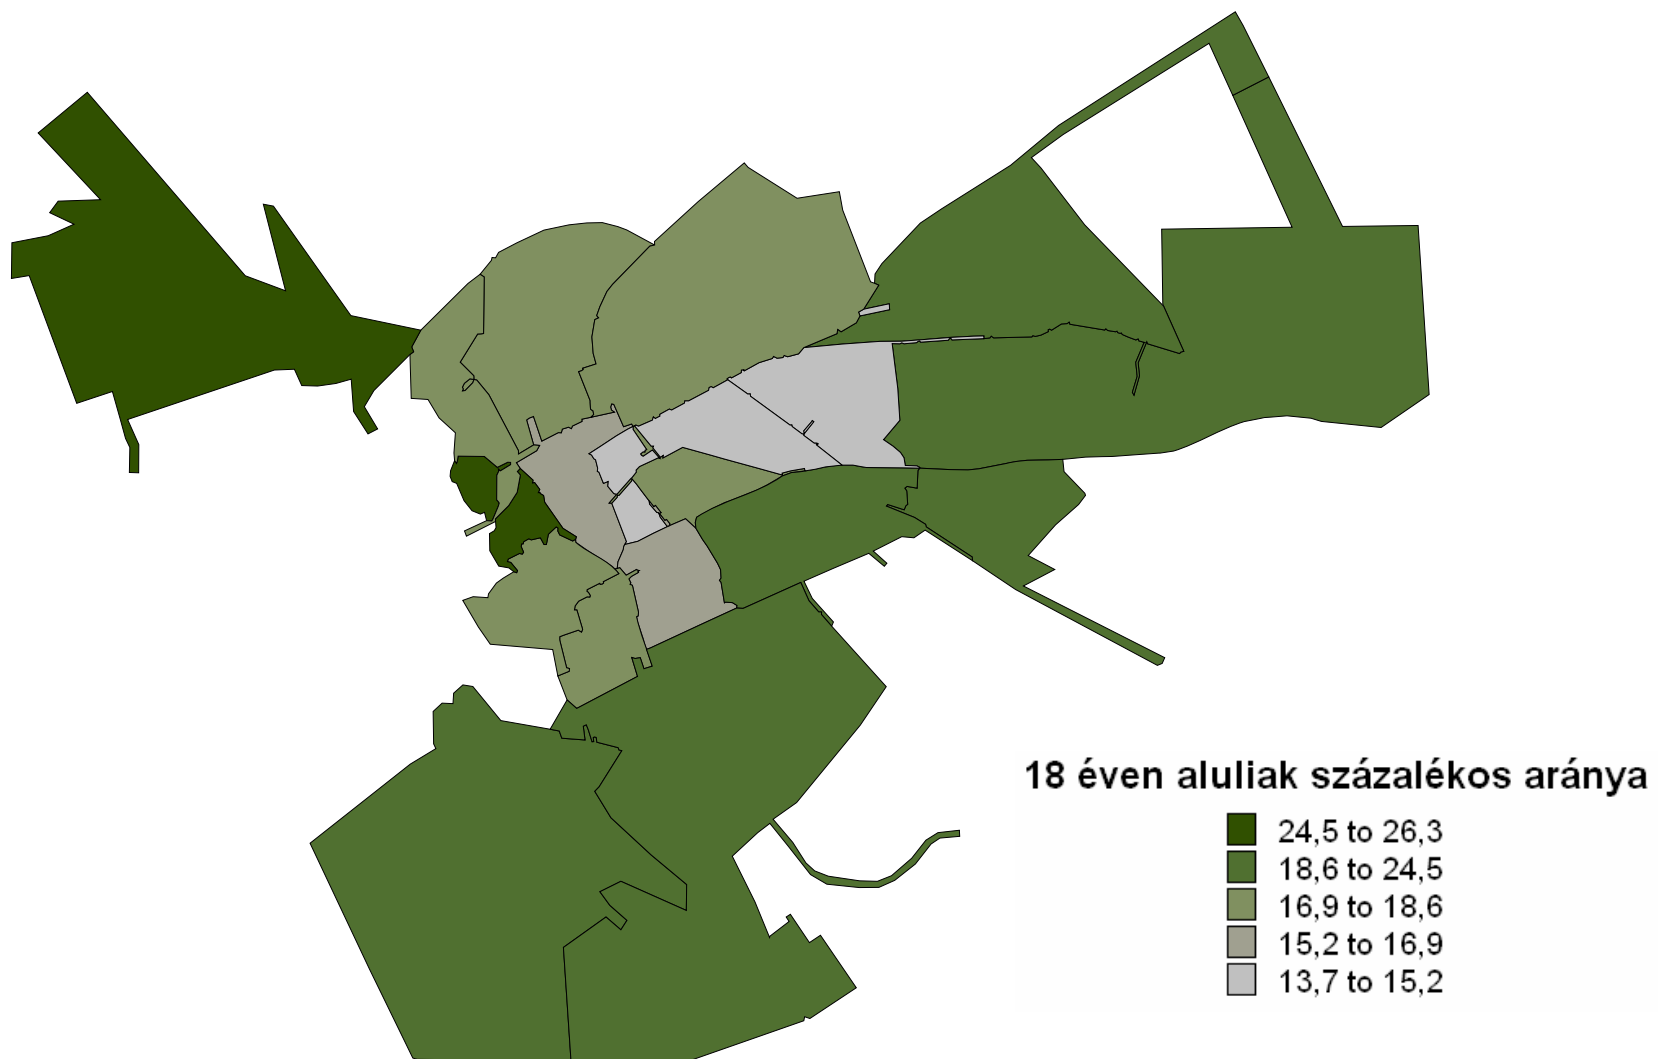 18 éven aluliak százalékos aránya
24,5 to 26,3
18,6 to 24,5
16,9 to 18,6
15,2 to 16,9
13,7 to 15,2